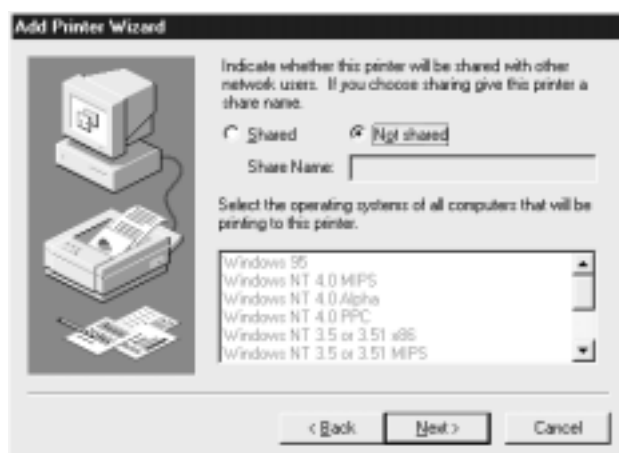 Add Printer Wizard
Indicate whether this printer will be shared with other
network users. If you choose sharing give this printer a
share name.
Shared Not shared
Share Name:
Select the operating systems of all computers that will be
printing to this printer.
Windows 95
Windows NT 4.0 MIPS
Windows NT 4.0 Alpha
Windows NT 4.0 PPC
Windows NT 3.5 or 3.51 x86
Windows NT 3.5 or 3.51 MIPS
< Back Next > Cancel